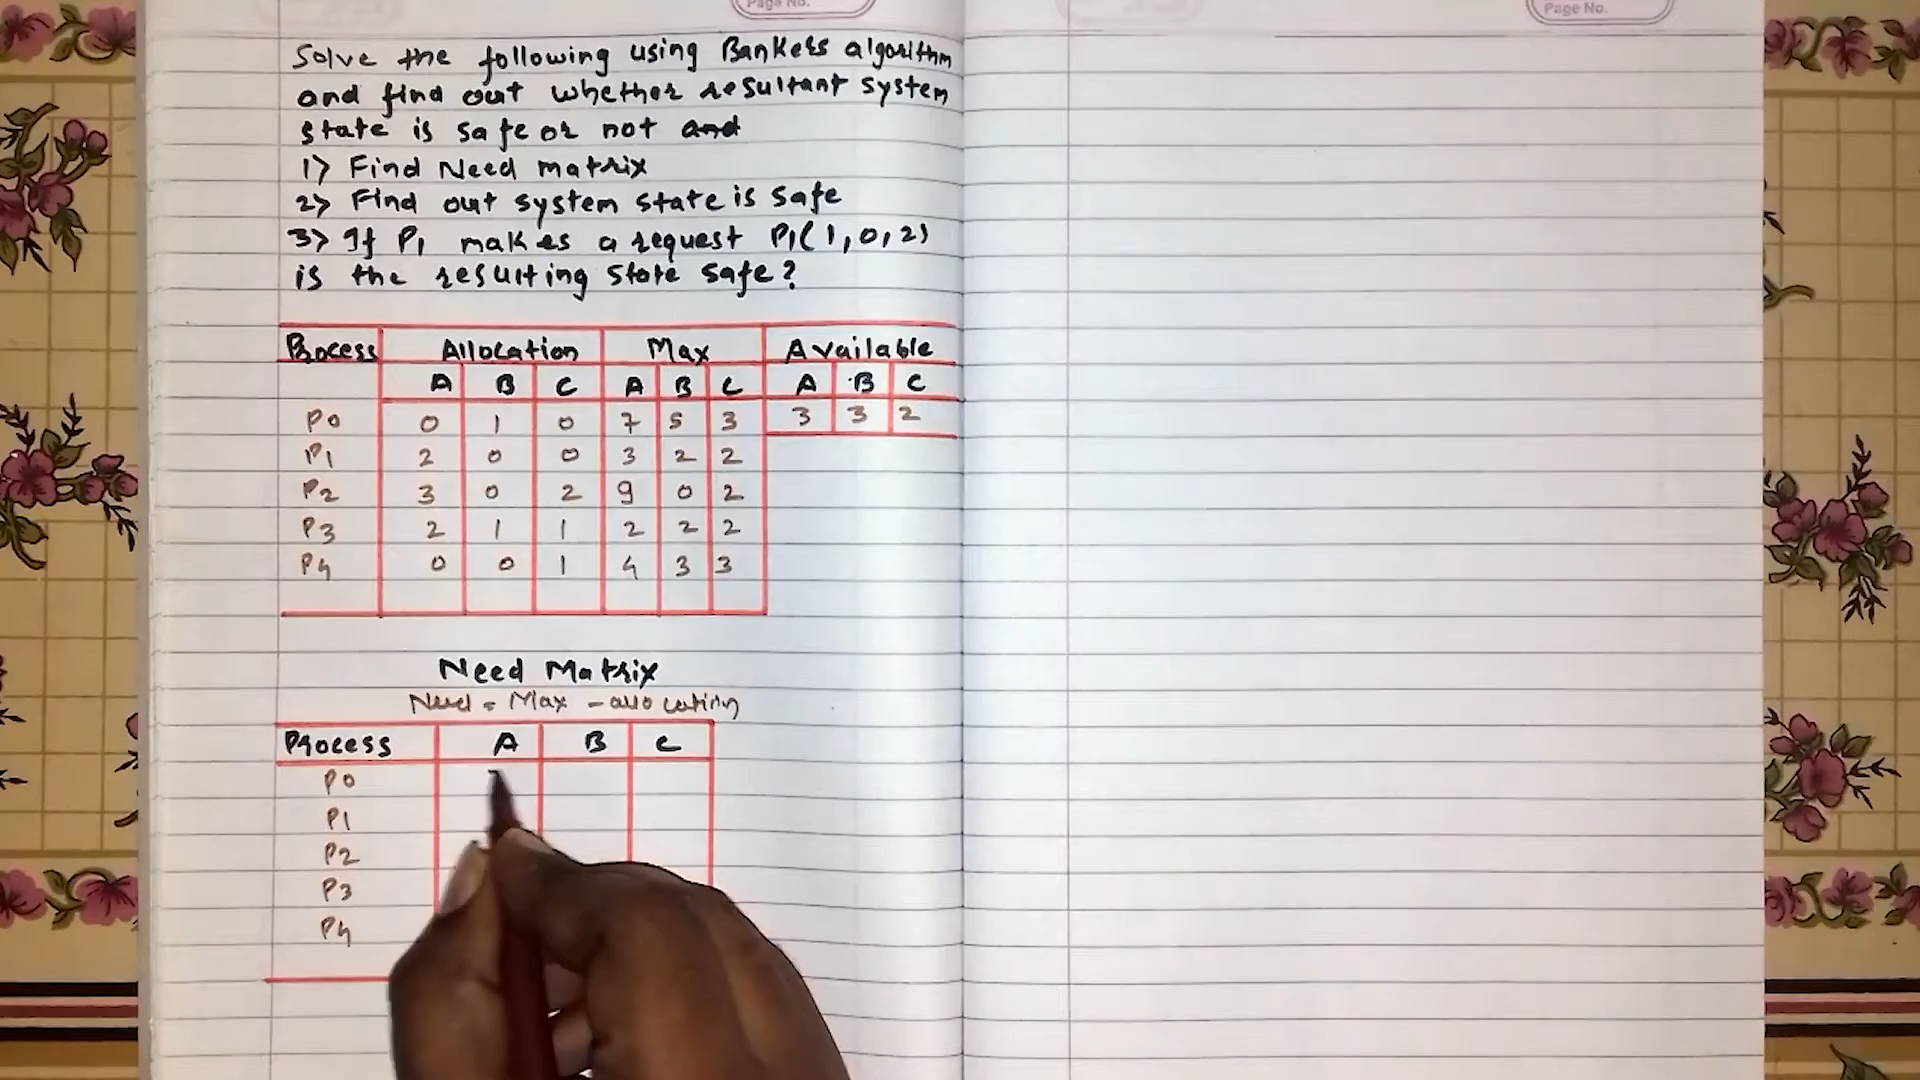 Page No.
Page No.
Solve the following using Bankers algorithm
and find out whether resultant system
state is safe or not and
1) Find Need matrix
2) Find out system state is safe
3) If P1 makes a request P1(1,0,2)
is the resulting state safe?
Process Allocation Max Available
A B C A B C A B C
P0 0 1 0 7 5 3 3 3 2
P1 2 0 0 3 2 2
P2 3 0 2 9 0 2
P3 2 1 1 2 2 2
P4 0 0 1 4 3 3
Need Matrix
Need = Max - allocation
Process A B C
P0
P1
P2
P3
P4